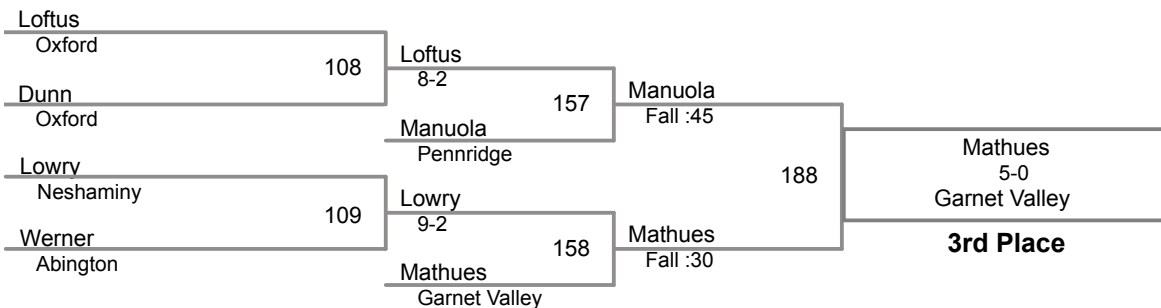 Loftus
Oxford
108
Dunn
Oxford
Lowry
Neshaminy
109
Werner
Abington
Loftus
8-2
157
Manuola
Pennridge
Lowry
9-2
158
Mathues
Garnet Valley
Manuola
Fall :45
188
Mathues
Fall :30
Mathues
5-0
Garnet Valley
3rd Place